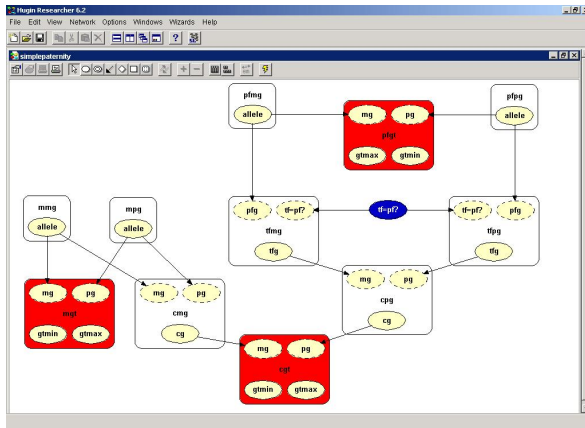 Hugin Researcher 6.2
File Edit View Network Options Windows Wizards Help
simplepaternity
pfmg
allele
mg pg
pfgt
gtmax gtmin
pfpg
allele
mmg
allele
mpg
allele
pfg tf=pf?
tfmg
tfg
tf=pf?
tf=pf? pfg
tfpg
tfg
mg pg
mgt
gtmin gtmax
mg pg
cmg
cg
mg pg
cpg
cg
mg pg
cgt
gtmin gtmax